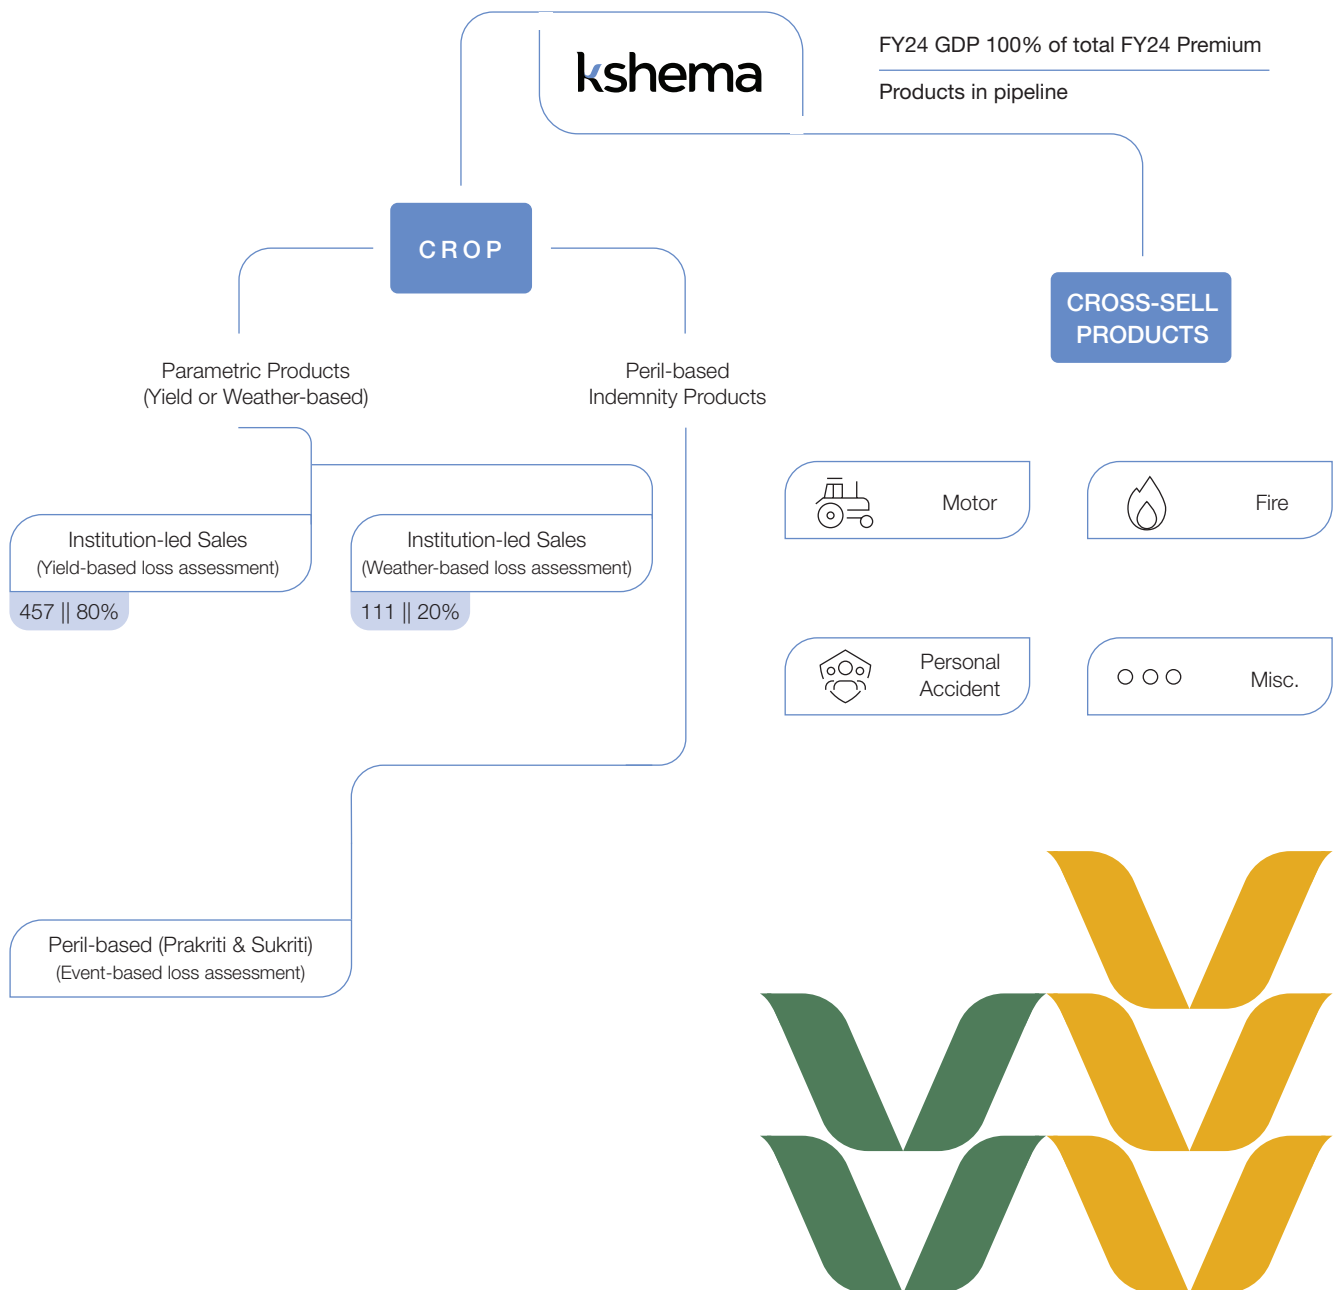 kshema
FY24 GDP 100% of total FY24 Premium
Products in pipeline
CROP
CROSS-SELL
PRODUCTS
Parametric Products
(Yield or Weather-based)
Peril-based
Indemnity Products
Institution-led Sales
(Yield-based loss assessment)
457 || 80%
Institution-led Sales
(Weather-based loss assessment)
111 || 20%
Motor
Fire
Personal
Accident
Misc.
Peril-based (Prakriti & Sukriti)
(Event-based loss assessment)